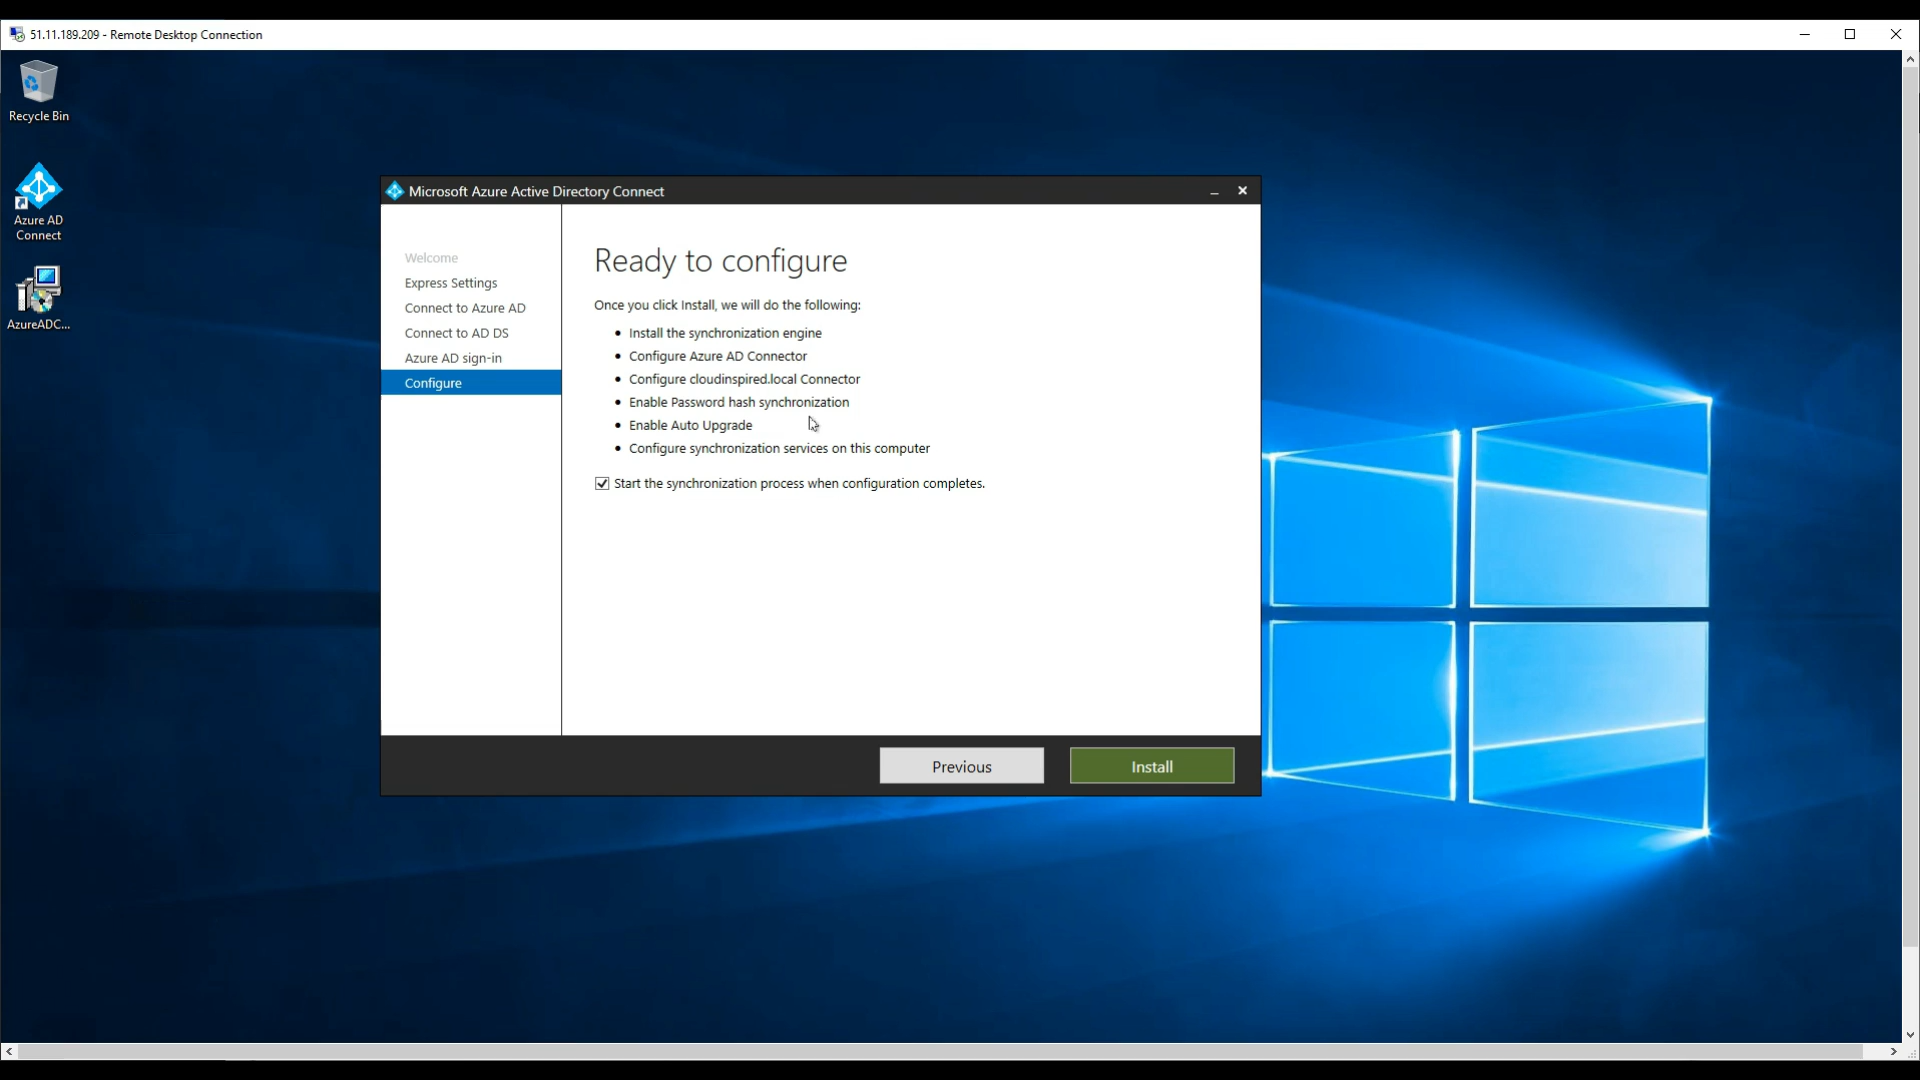 51.11.189.209 - Remote Desktop Connection
Recycle Bin
Azure AD
Connect
AzureADC...
Microsoft Azure Active Directory Connect
Welcome
Express Settings
Connect to Azure AD
Connect to AD DS
Azure AD sign-in
Configure
Ready to configure
Once you click Install, we will do the following:
• Install the synchronization engine
• Configure Azure AD Connector
• Configure cloudinspired.local Connector
• Enable Password hash synchronization
• Enable Auto Upgrade
• Configure synchronization services on this computer
Start the synchronization process when configuration completes.
Previous
Install